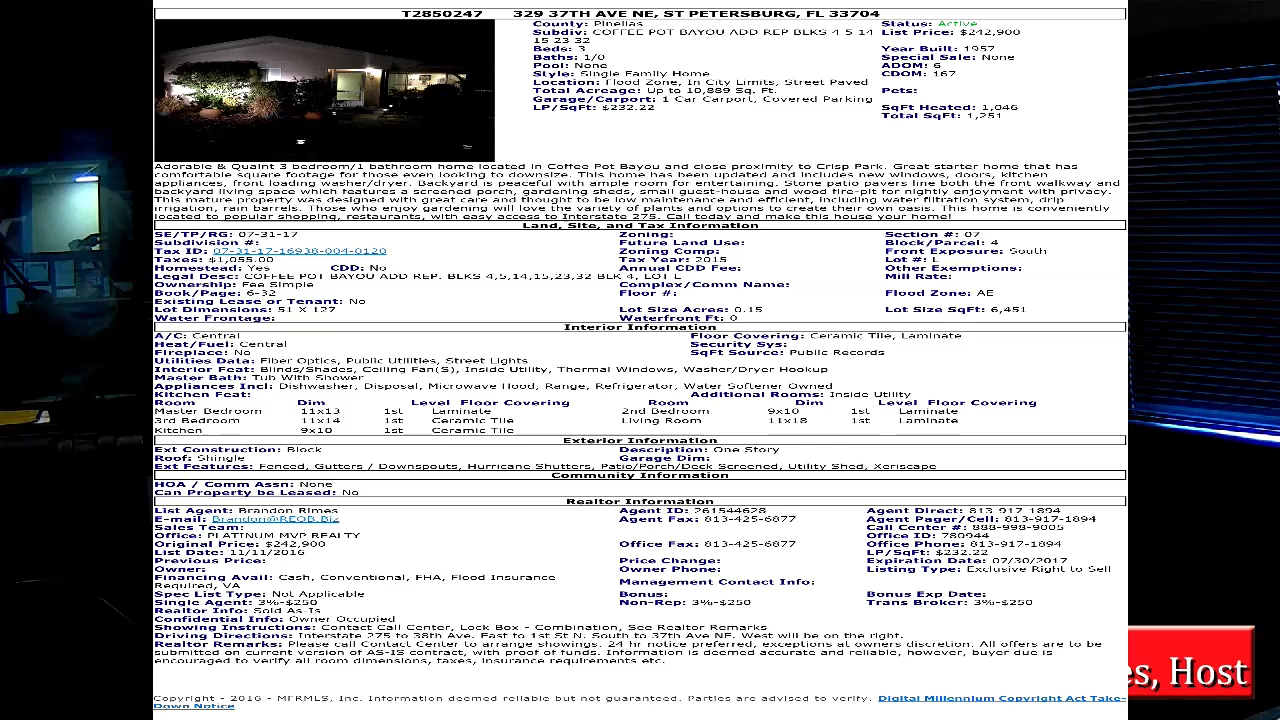 T2850247 329 37TH AVE NE, ST PETERSBURG, FL 33704
County: Pinellas Status: Active
Subdiv: COFFEE POT BAYOU ADD REP BLKS 4 5 14 List Price: $242,900
15 23 32
Beds: 3 Year Built: 1957
Baths: 1/0 Special Sale: None
Pool: None ADOM: 6
Style: Single Family Home CDOM: 167
Location: Flood Zone, In City Limits, Street Paved
Total Acreage: Up to 10,889 Sq. Ft. Pets:
Garage/Carport: 1 Car Carport, Covered Parking
LP/SqFt: $232.22 SqFt Heated: 1,046
Total SqFt: 1,251
Adorable & Quaint 3 bedroom/1 bathroom home located in Coffee Pot Bayou and close proximity to Crisp Park. Great starter home that has
comfortable square footage for those even looking to downsize. This home has been updated and includes new windows, doors, kitchen
appliances, front loading washer/dryer. Backyard is peaceful with ample room for entertaining. Stone patio pavers line both the front walkway and
backyard living space which features a screened porch, gardening sheds, small guest-house and wood fire-pit for nightly enjoyment with privacy.
This mature property was designed with great care and thought to be low maintenance and efficient, including water filtration system, drip
irrigation, rain barrels. Those who enjoy gardening will love the variety of plants and options to create their own oasis. This home is conveniently
located to popular shopping, restaurants, with easy access to Interstate 275. Call today and make this house your home!
Land, Site, and Tax Information
SE/TP/RG: 07-31-17 Zoning: Section #: 07
Subdivision #: Future Land Use: Block/Parcel: 4
Tax ID: 07-31-17-16938-004-0120 Zoning Comp: Front Exposure: South
Taxes: $1,055.00 Tax Year: 2015 Lot #: L
Homestead: Yes CDD: No Annual CDD Fee: Other Exemptions:
Legal Desc: COFFEE POT BAYOU ADD REP. BLKS 4,5,14,15,23,32 BLK 4, LOT L Mill Rate:
Ownership: Fee Simple Complex/Comm Name:
Book/Page: 6-32 Floor #: Flood Zone: AE
Existing Lease or Tenant: No
Lot Dimensions: 51 X 127 Lot Size Acres: 0.15 Lot Size SqFt: 6,451
Water Frontage: Waterfront Ft: 0
Interior Information
A/C: Central Floor Covering: Ceramic Tile, Laminate
Heat/Fuel: Central Security Sys:
Fireplace: No SqFt Source: Public Records
Utilities Data: Fiber Optics, Public Utilities, Street Lights
Interior Feat: Blinds/Shades, Ceiling Fan(S), Inside Utility, Thermal Windows, Washer/Dryer Hookup
Master Bath: Tub With Shower
Appliances Incl: Dishwasher, Disposal, Microwave Hood, Range, Refrigerator, Water Softener Owned
Kitchen Feat: Additional Rooms: Inside Utility
Room Dim Level Floor Covering Room Dim Level Floor Covering
Master Bedroom 11x13 1st Laminate 2nd Bedroom 9x10 1st Laminate
3rd Bedroom 11x14 1st Ceramic Tile Living Room 11x18 1st Laminate
Kitchen 9x18 1st Ceramic Tile
Exterior Information
Ext Construction: Block Description: One Story
Roof: Shingle Garage Dim:
Ext Features: Fenced, Gutters / Downspouts, Hurricane Shutters, Patio/Porch/Deck Screened, Utility Shed, Xeriscape
Community Information
HOA / Comm Assn: None
Can Property be Leased: No
Realtor Information
List Agent: Brandon Rimes Agent ID: 261544628 Agent Direct: 813-917-1894
E-mail: Brandon@REOB.Biz Agent Fax: 813-425-6877 Agent Pager/Cell: 813-917-1894
Sales Team: Call Center #: 888-998-9005
Office: PLATINUM MVP REALTY Office ID: 780944
Original Price: $242,900 Office Fax: 813-425-6877 Office Phone: 813-917-1894
List Date: 11/11/2016 LP/SqFt: $232.22
Previous Price: Price Change: Expiration Date: 07/30/2017
Owner: Owner Phone: Listing Type: Exclusive Right to Sell
Financing Avail: Cash, Conventional, FHA, Flood Insurance
Required, VA Management Contact Info:
Spec List Type: Not Applicable Bonus: Bonus Exp Date:
Single Agent: 3%-$250 Non-Rep: 3%-$250 Trans Broker: 3%-$250
Realtor Info: Sold As-Is
Confidential Info: Owner Occupied
Showing Instructions: Contact Call Center, Lock Box - Combination, See Realtor Remarks
Driving Directions: Interstate 275 to 38th Ave. East to 1st St N. South to 37th Ave NE. West will be on the right.
Realtor Remarks: Please call Contact Center to arrange showings. 24 hr notice preferred, exceptions at owners discretion. All offers are to be
submitted on current version of AS-IS contract, with proof of funds. Information is deemed accurate and reliable, however, buyer due is
encouraged to verify all room dimensions, taxes, insurance requirements etc.
es, Host
Copyright - 2016 - MFRMLS, Inc. Information deemed reliable but not guaranteed. Parties are advised to verify. Digital Millennium Copyright Act Take-
Down Notice